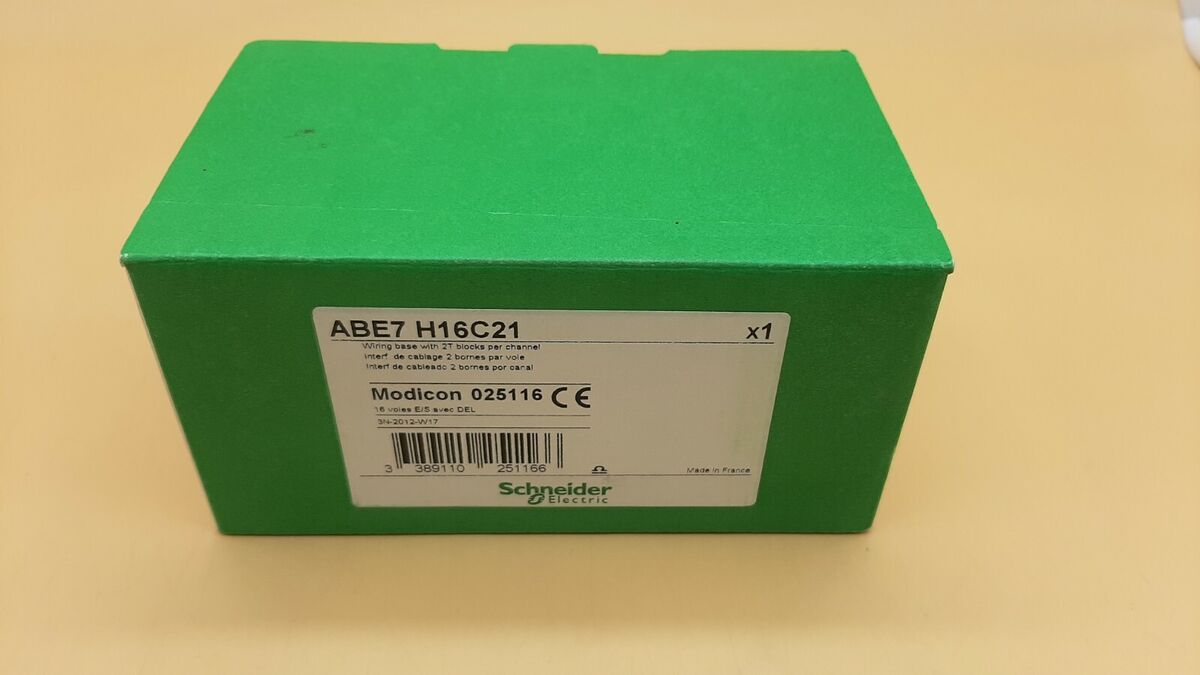 ABE7 H16C21 x1
Wiring base with 2T blocks per channel
Interf de cablage 2 bornes par voie
Interf de cableado 2 bornes por canal
Modicon 025116 CE
16 voies E/S avec DEL
3N-2012-W17
3 389110 251166
Made in France
Schneider
Electric